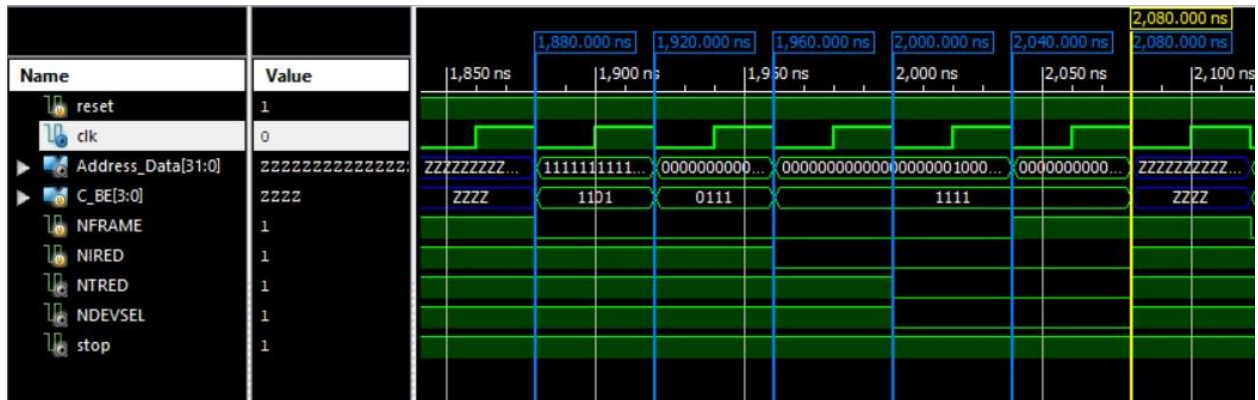 2,080.000 ns
1,880.000 ns 1,920.000 ns 1,960.000 ns 2,000.000 ns 2,040.000 ns 2,080.000 ns
Name Value 1,850 ns 1,900 ns 1,950 ns 2,000 ns 2,050 ns 2,100 ns
reset 1
clk 0
Address_Data[31:0] ZZZZZZZZZZZZZZZ ZZZZZZZZZ... 1111111111... 0000000000... 00000000000000000001000... 0000000000... ZZZZZZZZZZ...
C_BE[3:0] ZZZZ ZZZZ 1101 0111 1111 ZZZZ
NFRAME 1
NIRED 1
NTRED 1
NDEVSEL 1
stop 1